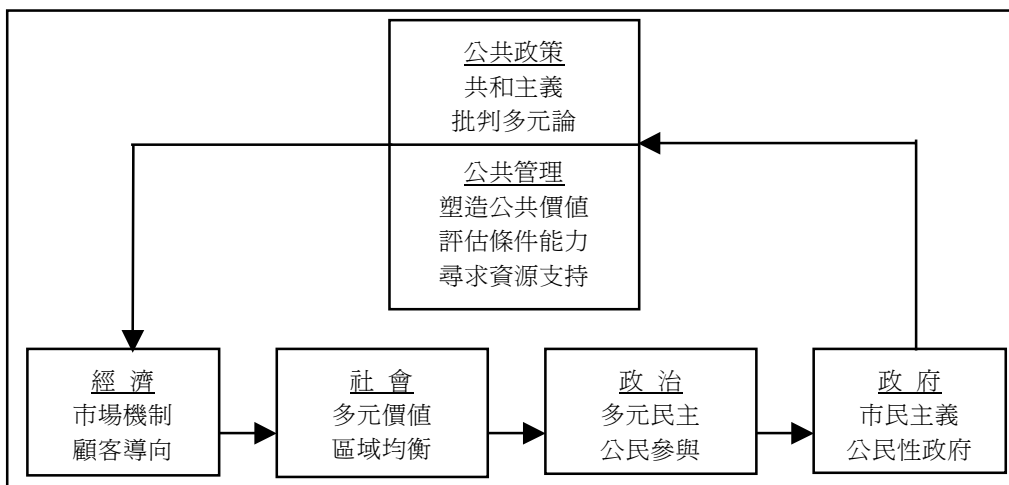 公共政策
共和主義
批判多元論
公共管理
塑造公共價值
評估條件能力
尋求資源支持
經 濟
市場機制
顧客導向
社 會
多元價值
區域均衡
政 治
多元民主
公民參與
政 府
市民主義
公民性政府